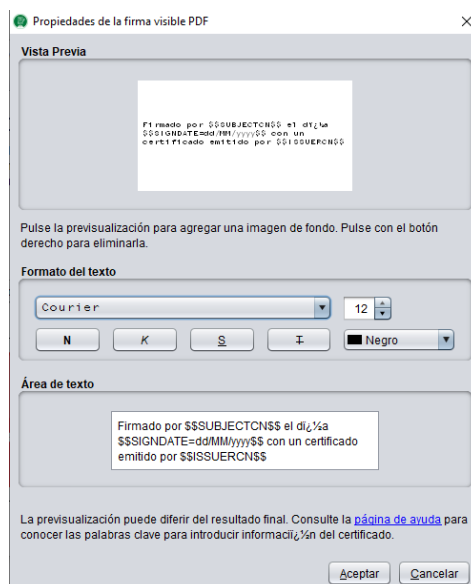 Propiedades de la firma visible PDF
Vista Previa
Firmado por $$SUBJECTCN$$ el dï¿½a
$$SIGNDATE=dd/MM/yyyy$$ con un
certificado emitido por $$ISSUERCN$$
Pulse la previsualización para agregar una imagen de fondo. Pulse con el botón
derecho para eliminarla.
Formato del texto
Courier 12
N K S T Negro
Área de texto
Firmado por $$SUBJECTCN$$ el dï¿½a
$$SIGNDATE=dd/MM/yyyy$$ con un certificado
emitido por $$ISSUERCN$$
La previsualización puede diferir del resultado final. Consulte la página de ayuda para
conocer las palabras clave para introducir informaciï¿½n del certificado.
Aceptar Cancelar